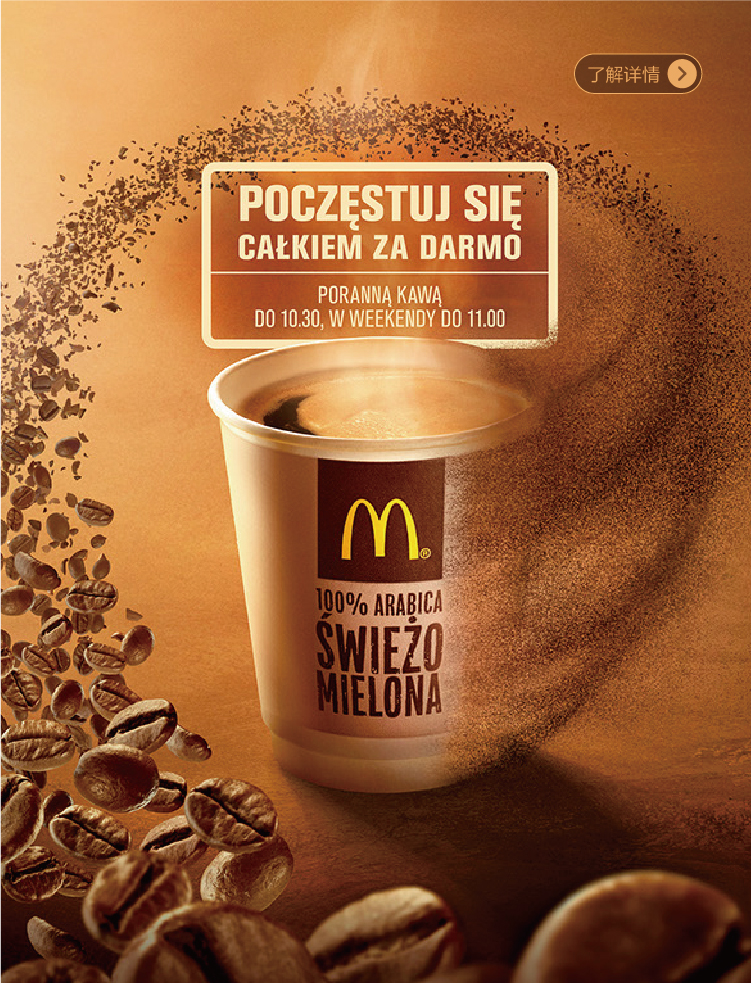 了解详情
POCZĘSTUJ SIĘ
CAŁKIEM ZA DARMO
PORANNĄ KAWĄ
DO 10.30, W WEEKENDY DO 11.00
®
100% ARABICA
ŚWIEŻO
MIELONA